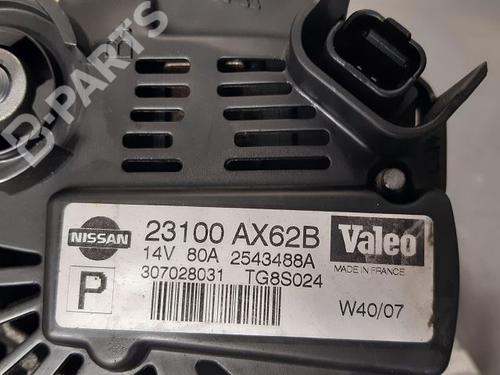 B-PARTS
NISSAN 23100 AX62B Valeo
14V 80A 2543488A MADE IN FRANCE
307028031 TG8S024
P W40/07